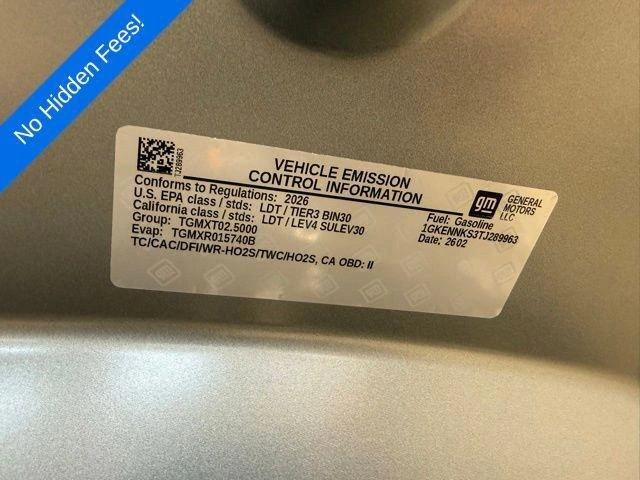 No Hidden Fees!
TJ289963
VEHICLE EMISSION
CONTROL INFORMATION
Conforms to Regulations: 2026
U.S. EPA class / stds: LDT / TIER3 BIN30
California class / stds: LDT / LEV4 SULEV30
Group: TGMXT02.5000
Evap: TGMXR015740B
TC/CAC/DFI/WR-HO2S/TWC/HO2S, CA OBD: II
gm
GENERAL
MOTORS
LLC
Fuel: Gasoline
1GKENNKS3TJ289963
Date: 2602